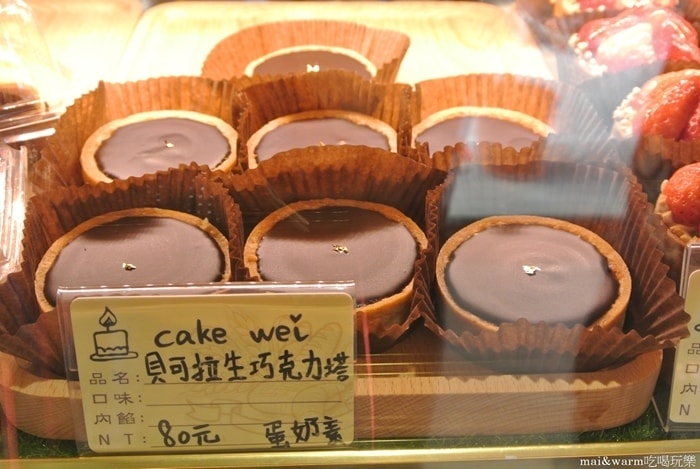 cake wei
品名：貝可拉生巧克力塔
口味：
內餡：
NT：80元 蛋奶素
N
mai&warm吃喝玩樂